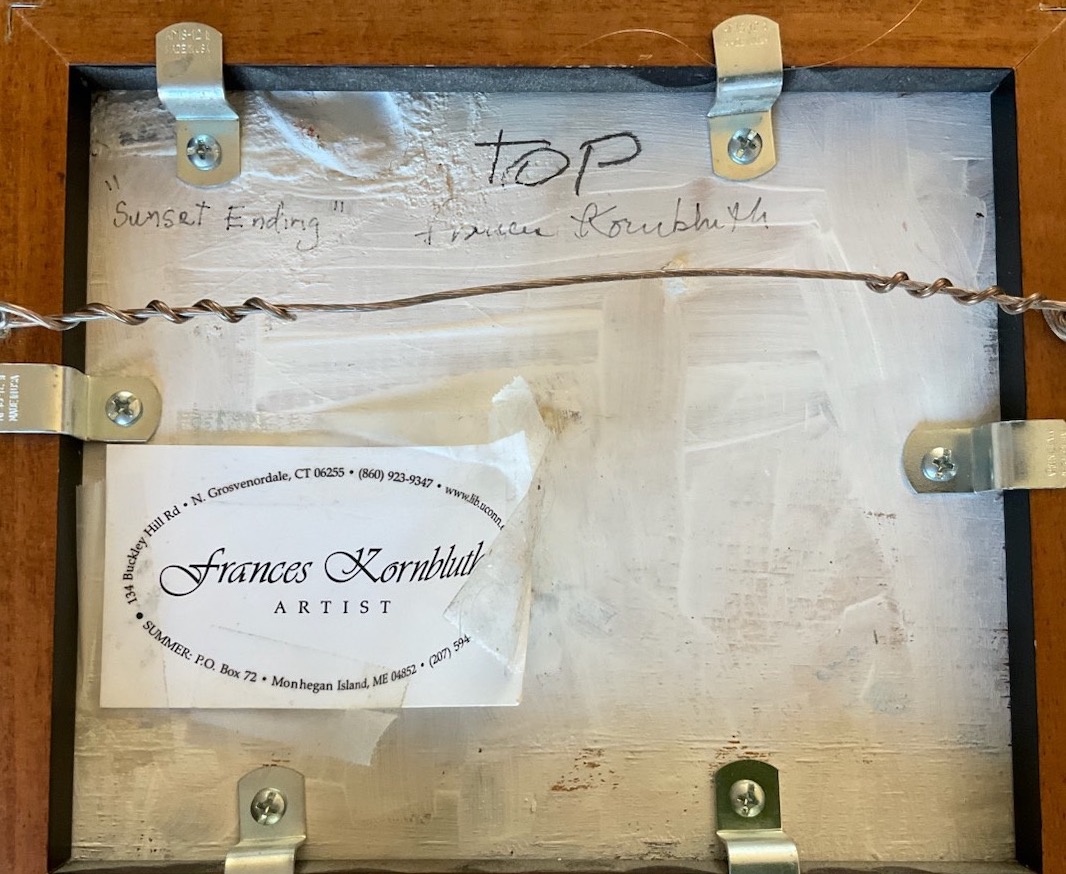 TOP
"Sunset Ending" Frances Kornbluth
134 Buckley Hill Rd • N. Grosvenordale, CT 06255 • (860) 923-9347 • www.lib.uconn.
Frances Kornbluth
ARTIST
• SUMMER: P.O. Box 72 • Monhegan Island, ME 04852 • (207) 594